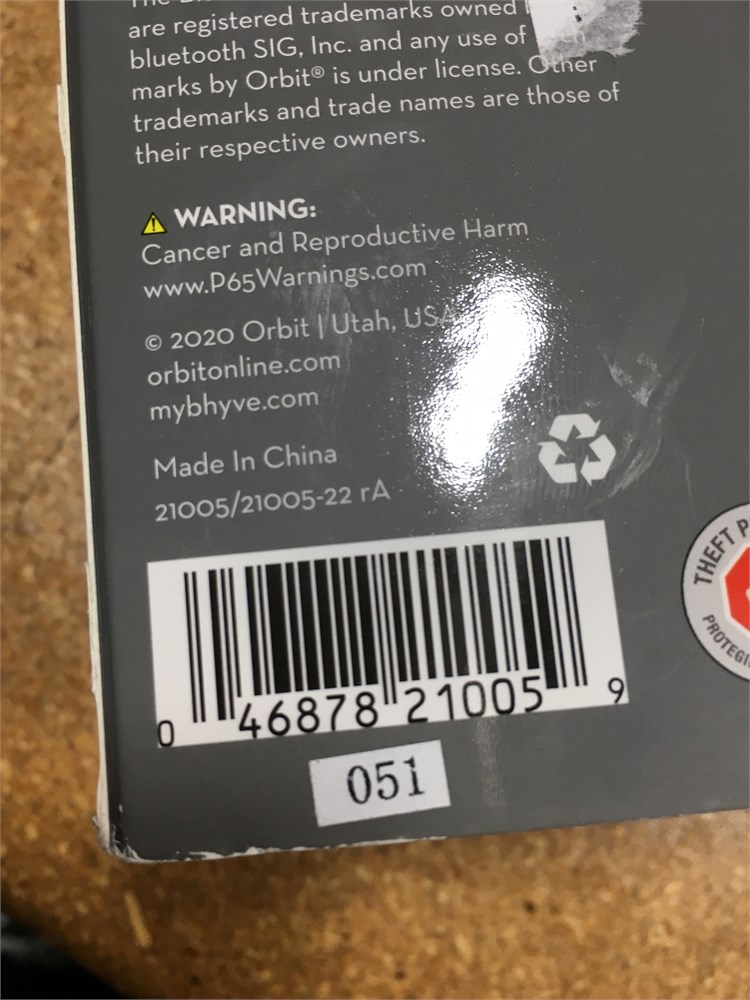 are registered trademarks owned
bluetooth SIG, Inc. and any use of
marks by Orbit® is under license. Other
trademarks and trade names are those of
their respective owners.
⚠ WARNING:
Cancer and Reproductive Harm
www.P65Warnings.com
© 2020 Orbit | Utah, USA
orbitonline.com
mybhyve.com
Made In China
21005/21005-22 rA
0 46878 21005 9
051
THEFT